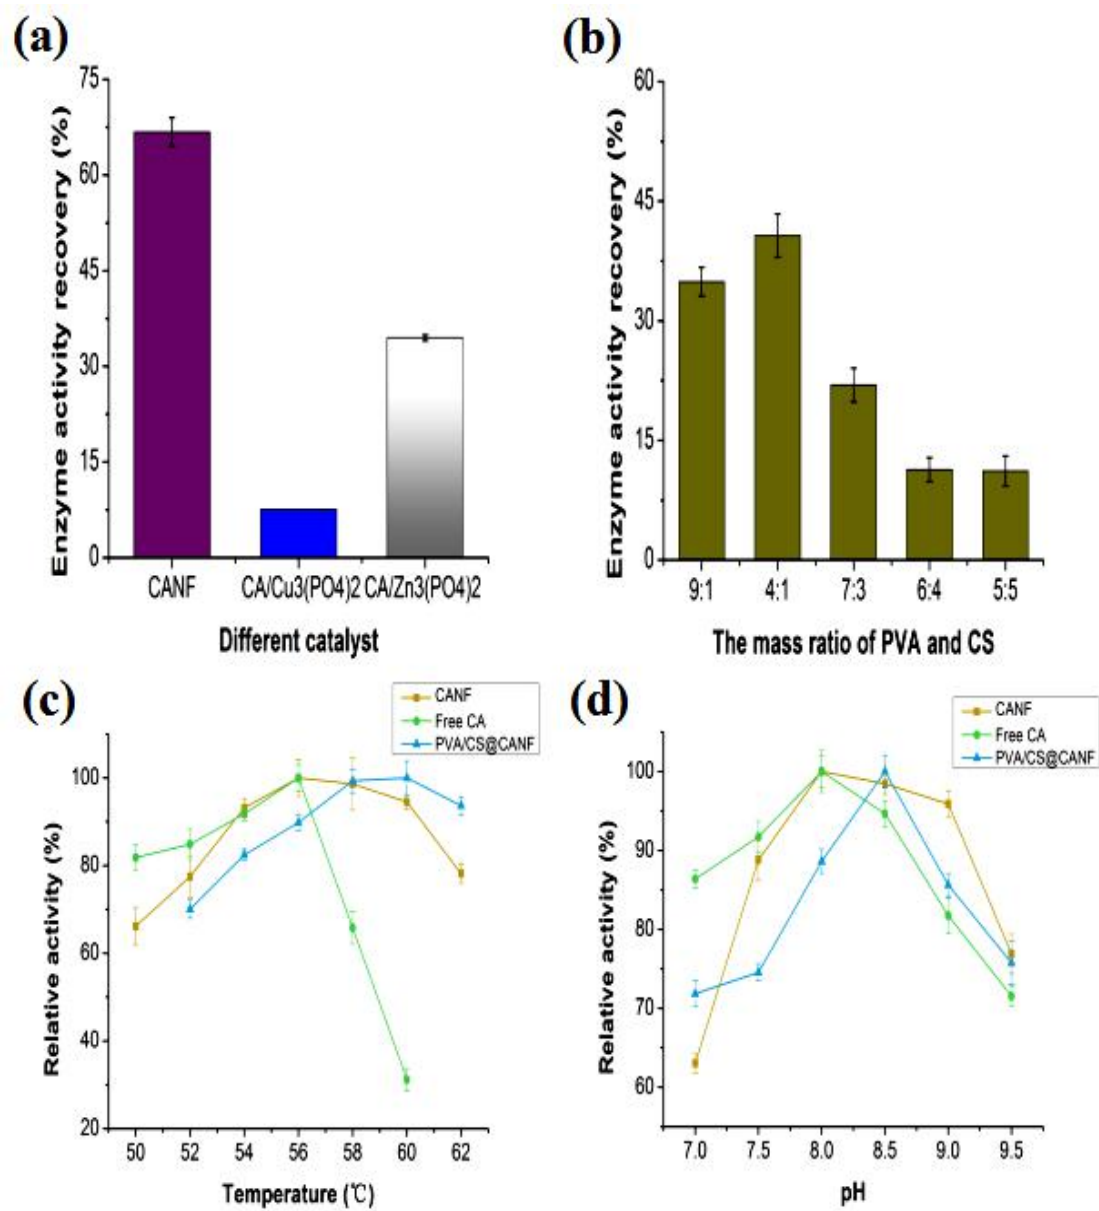 (a)
Enzyme activity recovery (%)
75
60
45
30
15
0
CANF CA/Cu3(PO4)2 CA/Zn3(PO4)2
Different catalyst
(b)
Enzyme activity recovery (%)
60
45
30
15
0
9:1 4:1 7:3 6:4 5:5
The mass ratio of PVA and CS
(c)
CANF
Free CA
PVA/CS@CANF
Relative activity (%)
100
80
60
40
20
50 52 54 56 58 60 62
Temperature (℃)
(d)
CANF
Free CA
PVA/CS@CANF
Relative activity (%)
100
90
80
70
60
7.0 7.5 8.0 8.5 9.0 9.5
pH